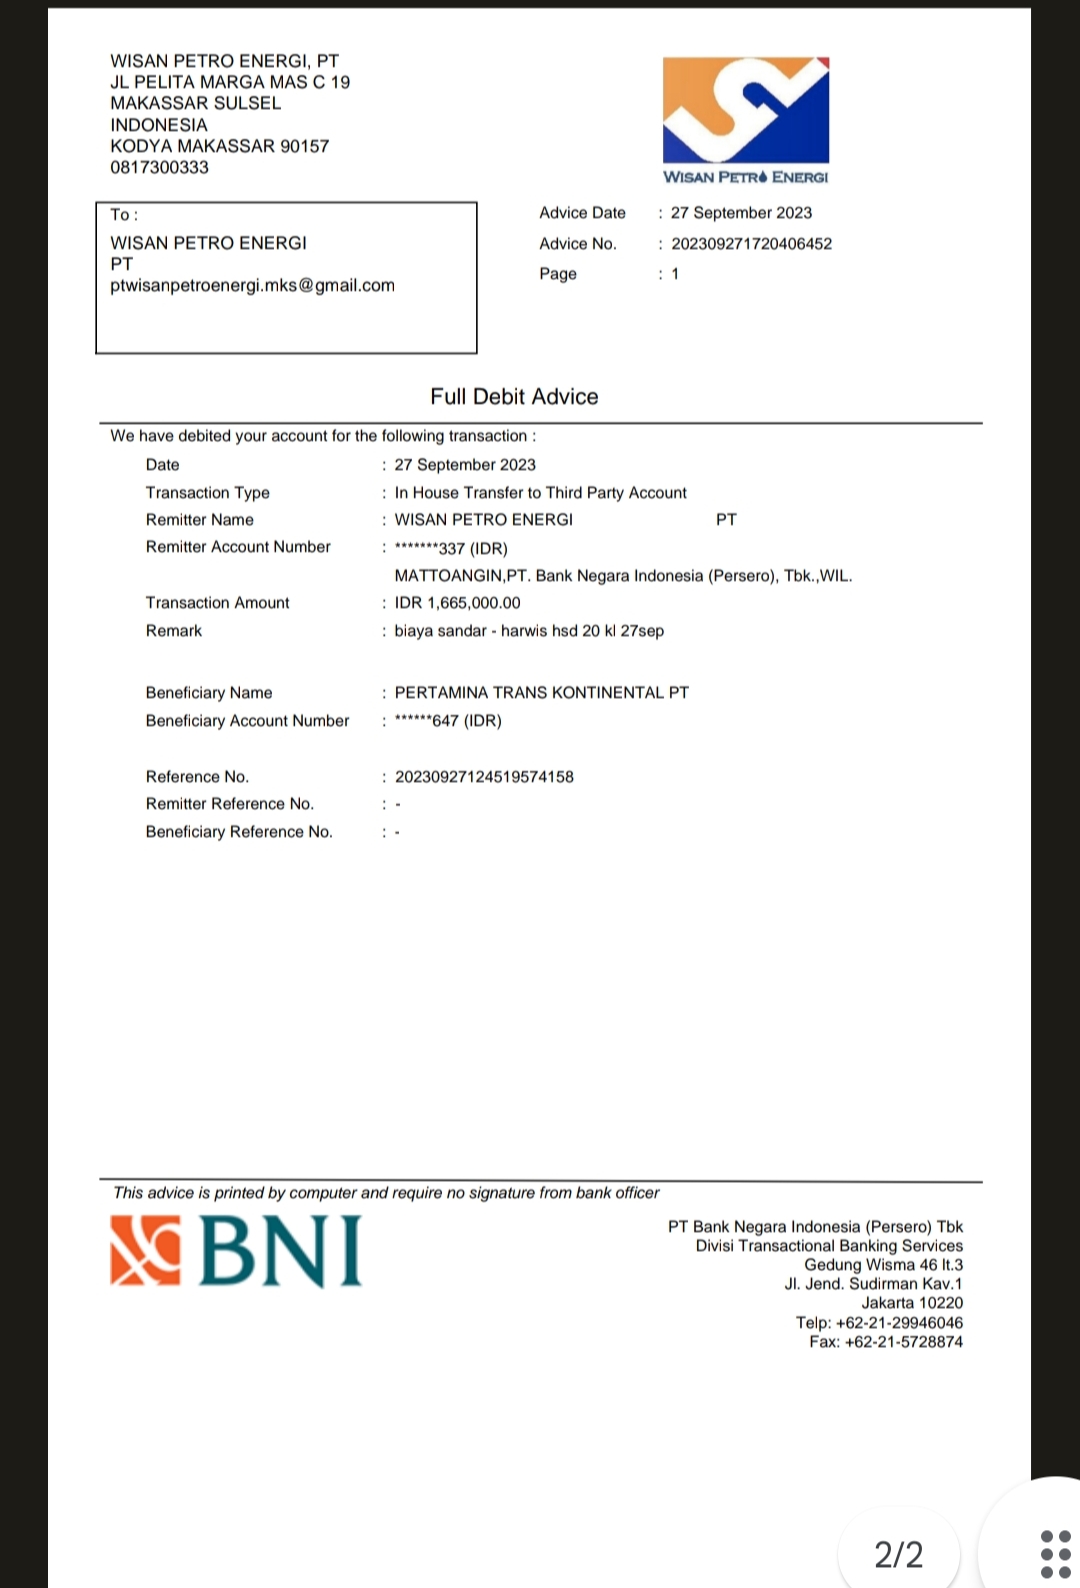 WISAN PETRO ENERGI, PT
JL PELITA MARGA MAS C 19
MAKASSAR SULSEL
INDONESIA
KODYA MAKASSAR 90157
0817300333
WISAN PETRO ENERGI
To :
WISAN PETRO ENERGI
PT
ptwisanpetroenergi.mks@gmail.com
Advice Date : 27 September 2023
Advice No. : 202309271720406452
Page : 1
Full Debit Advice
We have debited your account for the following transaction :
Date : 27 September 2023
Transaction Type : In House Transfer to Third Party Account
Remitter Name : WISAN PETRO ENERGI PT
Remitter Account Number : *******337 (IDR)
MATTOANGIN,PT. Bank Negara Indonesia (Persero), Tbk.,WIL.
Transaction Amount : IDR 1,665,000.00
Remark : biaya sandar - harwis hsd 20 kl 27sep
Beneficiary Name : PERTAMINA TRANS KONTINENTAL PT
Beneficiary Account Number : ******647 (IDR)
Reference No. : 20230927124519574158
Remitter Reference No. : -
Beneficiary Reference No. : -
This advice is printed by computer and require no signature from bank officer
BNI
PT Bank Negara Indonesia (Persero) Tbk
Divisi Transactional Banking Services
Gedung Wisma 46 lt.3
Jl. Jend. Sudirman Kav.1
Jakarta 10220
Telp: +62-21-29946046
Fax: +62-21-5728874
2/2